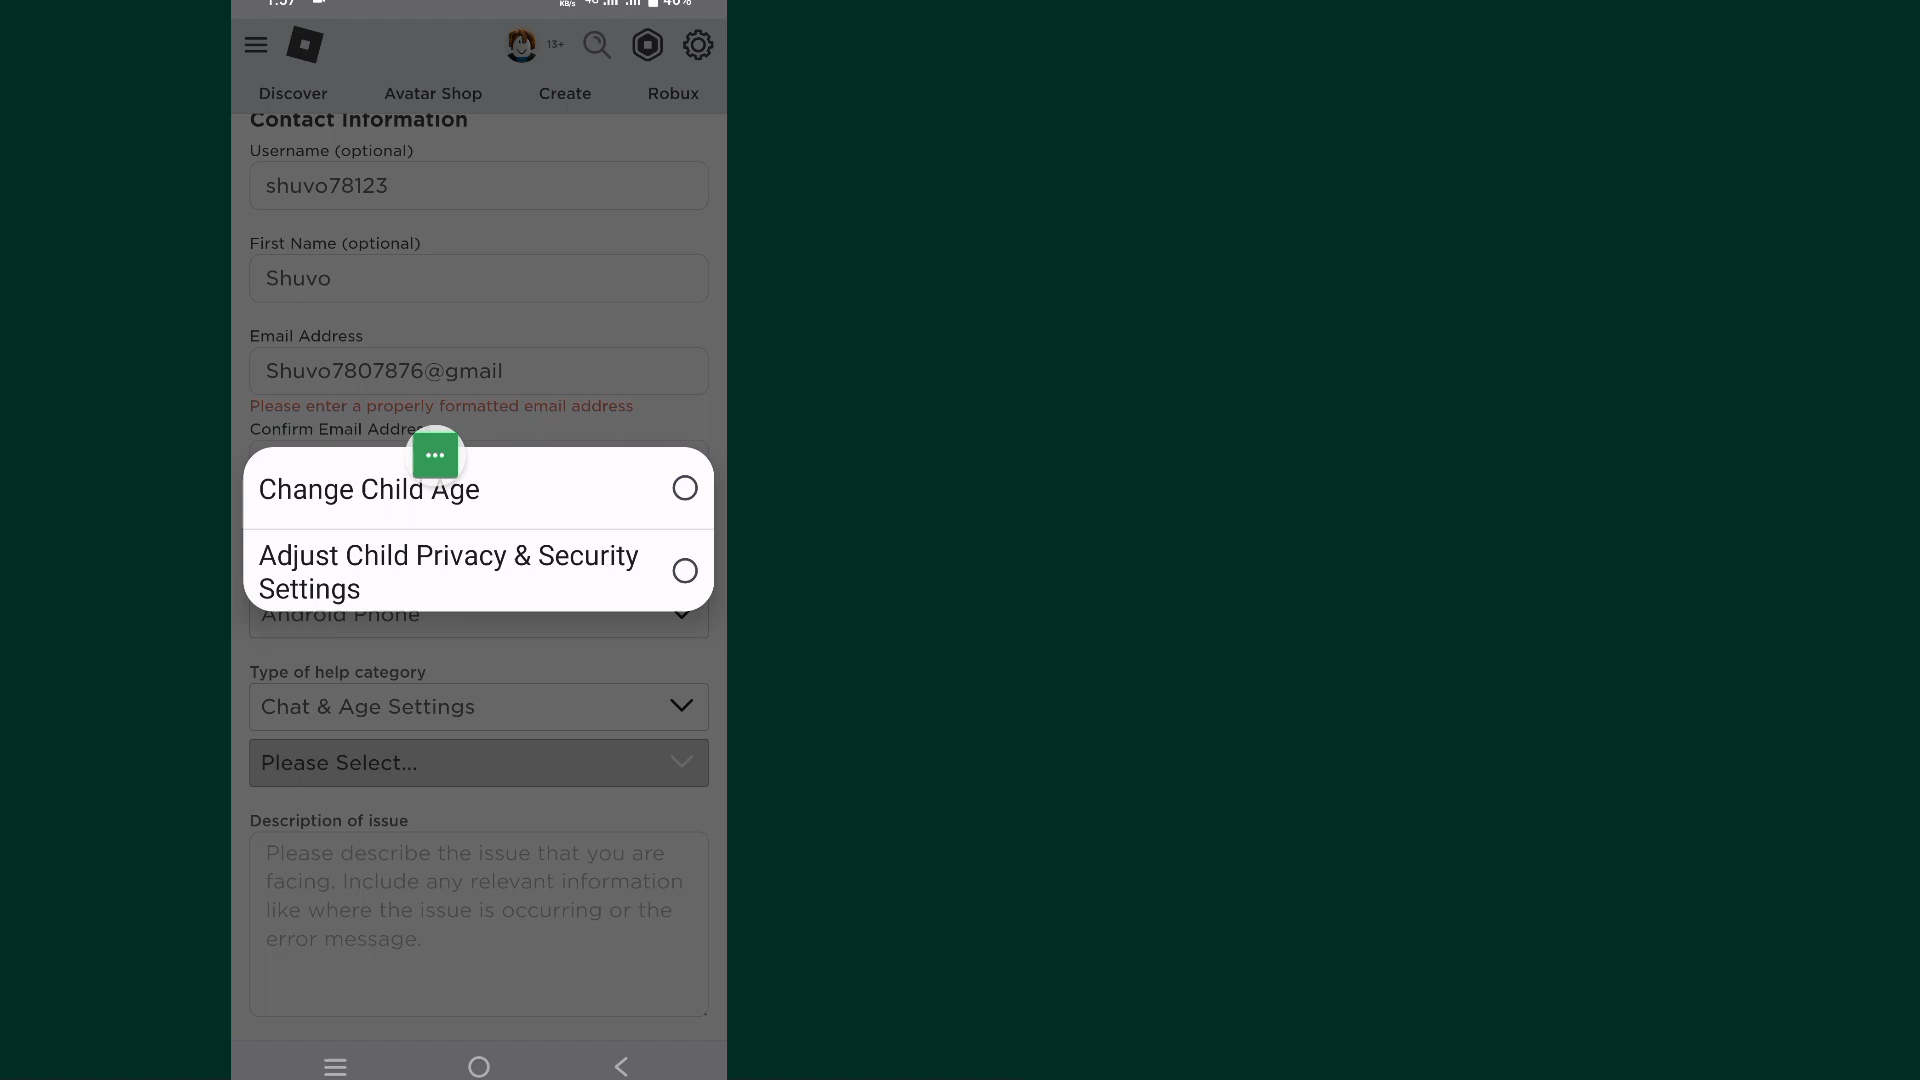 1:57 46%
KB/s 4G
13+
Discover Avatar Shop Create Robux
Contact Information
Username (optional)
shuvo78123
First Name (optional)
Shuvo
Email Address
Shuvo7807876@gmail
Please enter a properly formatted email address
Confirm Email Addre
Change Child Age
Adjust Child Privacy & Security
Settings
Android Phone
Type of help category
Chat & Age Settings
Please Select...
Description of issue
Please describe the issue that you are
facing. Include any relevant information
like where the issue is occurring or the
error message.